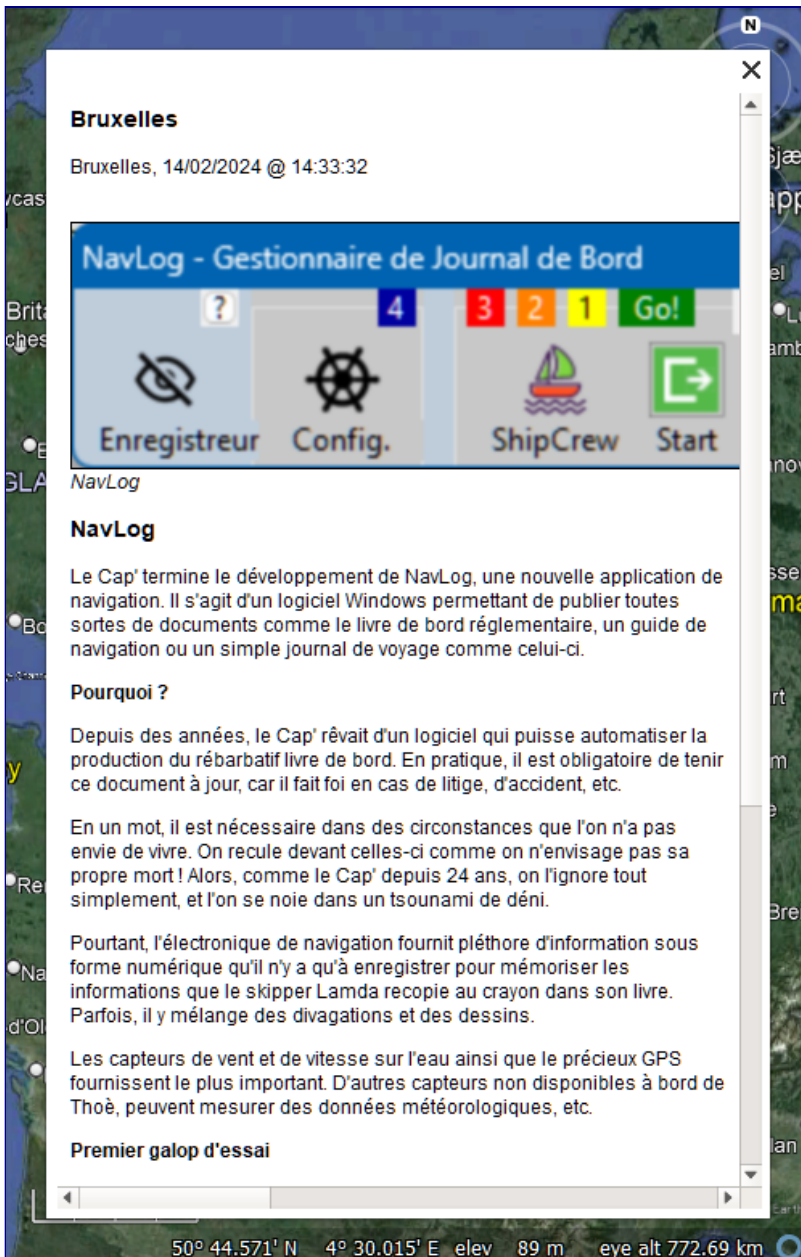 N
Bruxelles
Bruxelles, 14/02/2024 @ 14:33:32
NavLog - Gestionnaire de Journal de Bord
? 4 3 2 1 Go!
Enregistreur Config. ShipCrew Start
NavLog
NavLog
Le Cap' termine le développement de NavLog, une nouvelle application de
navigation. Il s'agit d'un logiciel Windows permettant de publier toutes
sortes de documents comme le livre de bord réglementaire, un guide de
navigation ou un simple journal de voyage comme celui-ci.
Pourquoi ?
Depuis des années, le Cap' rêvait d'un logiciel qui puisse automatiser la
production du rébarbatif livre de bord. En pratique, il est obligatoire de tenir
ce document à jour, car il fait foi en cas de litige, d'accident, etc.
En un mot, il est nécessaire dans des circonstances que l'on n'a pas
envie de vivre. On recule devant celles-ci comme on n'envisage pas sa
propre mort ! Alors, comme le Cap' depuis 24 ans, on l'ignore tout
simplement, et l'on se noie dans un tsounami de déni.
Pourtant, l'électronique de navigation fournit pléthore d'information sous
forme numérique qu'il n'y a qu'à enregistrer pour mémoriser les
informations que le skipper Lamda recopie au crayon dans son livre.
Parfois, il y mélange des divagations et des dessins.
Les capteurs de vent et de vitesse sur l'eau ainsi que le précieux GPS
fournissent le plus important. D'autres capteurs non disponibles à bord de
Thoè, peuvent mesurer des données météorologiques, etc.
Premier galop d'essai
50° 44.571' N 4° 30.015' E elev 89 m eye alt 772.69 km